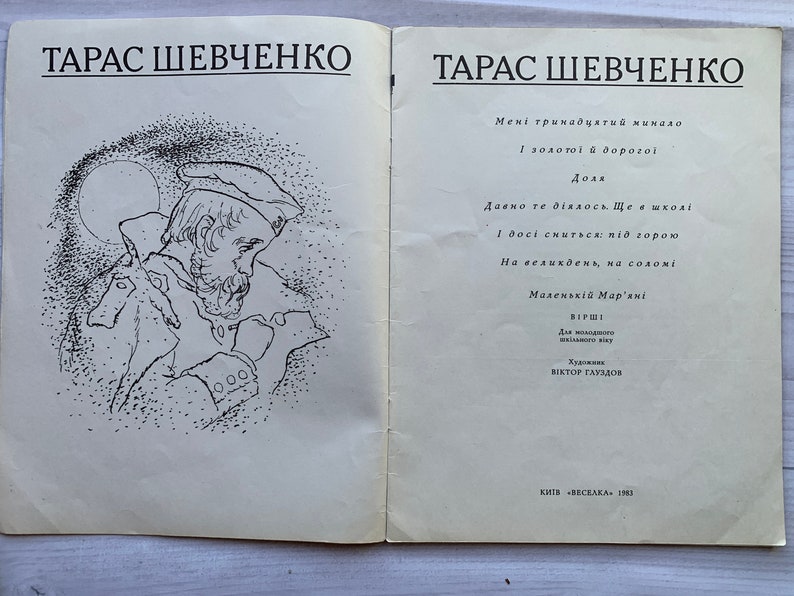 ТАРАС ШЕВЧЕНКО
ТАРАС ШЕВЧЕНКО
Мені тринадцятий минало
І золотої й дорогої
Доля
Давно те діялось. Ще в школі
І досі сниться: під горою
На великдень, на соломі
Маленькій Мар'яні
ВІРШІ
Для молодшого
шкільного віку
Художник
ВІКТОР ГЛУЗДОВ
КИЇВ «ВЕСЕЛКА» 1983